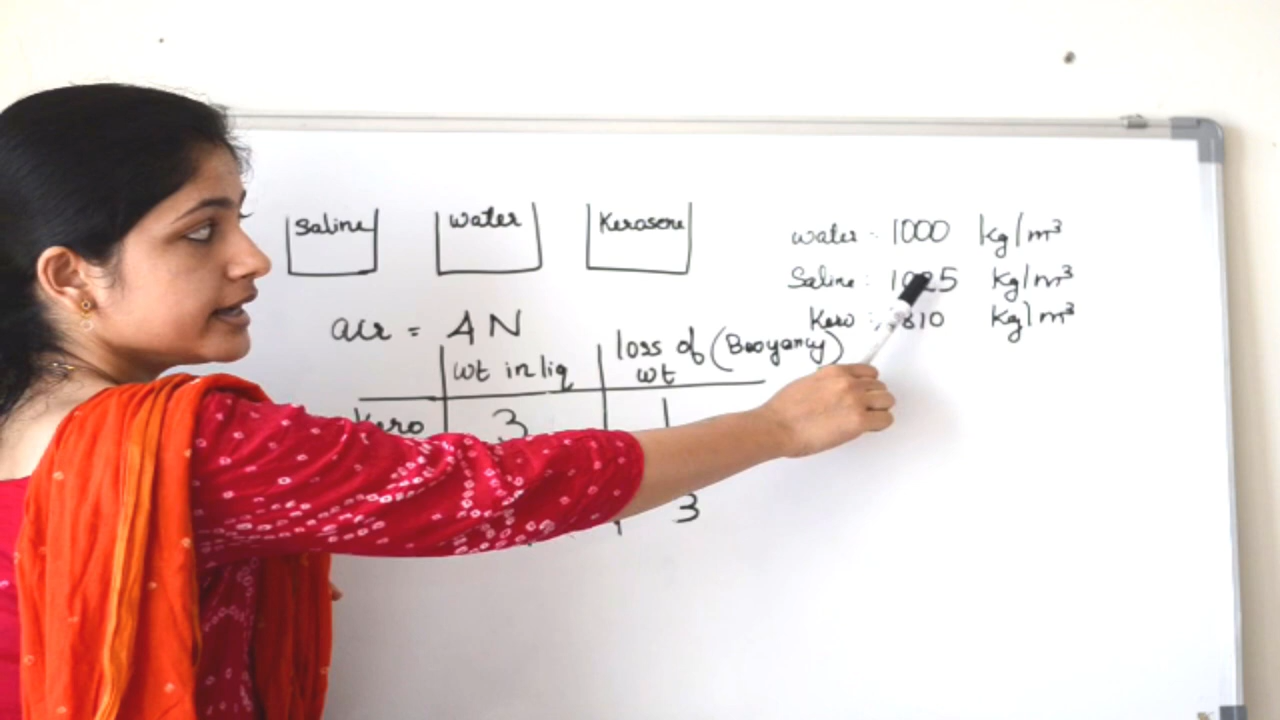 Saline water Kerosene
water : 1000 kg/m³
Saline : 1025 kg/m³
Kero : 810 kg/m³
air = 4 N
wt in liq loss of (Buoyancy) wt
Kero 3 1
3